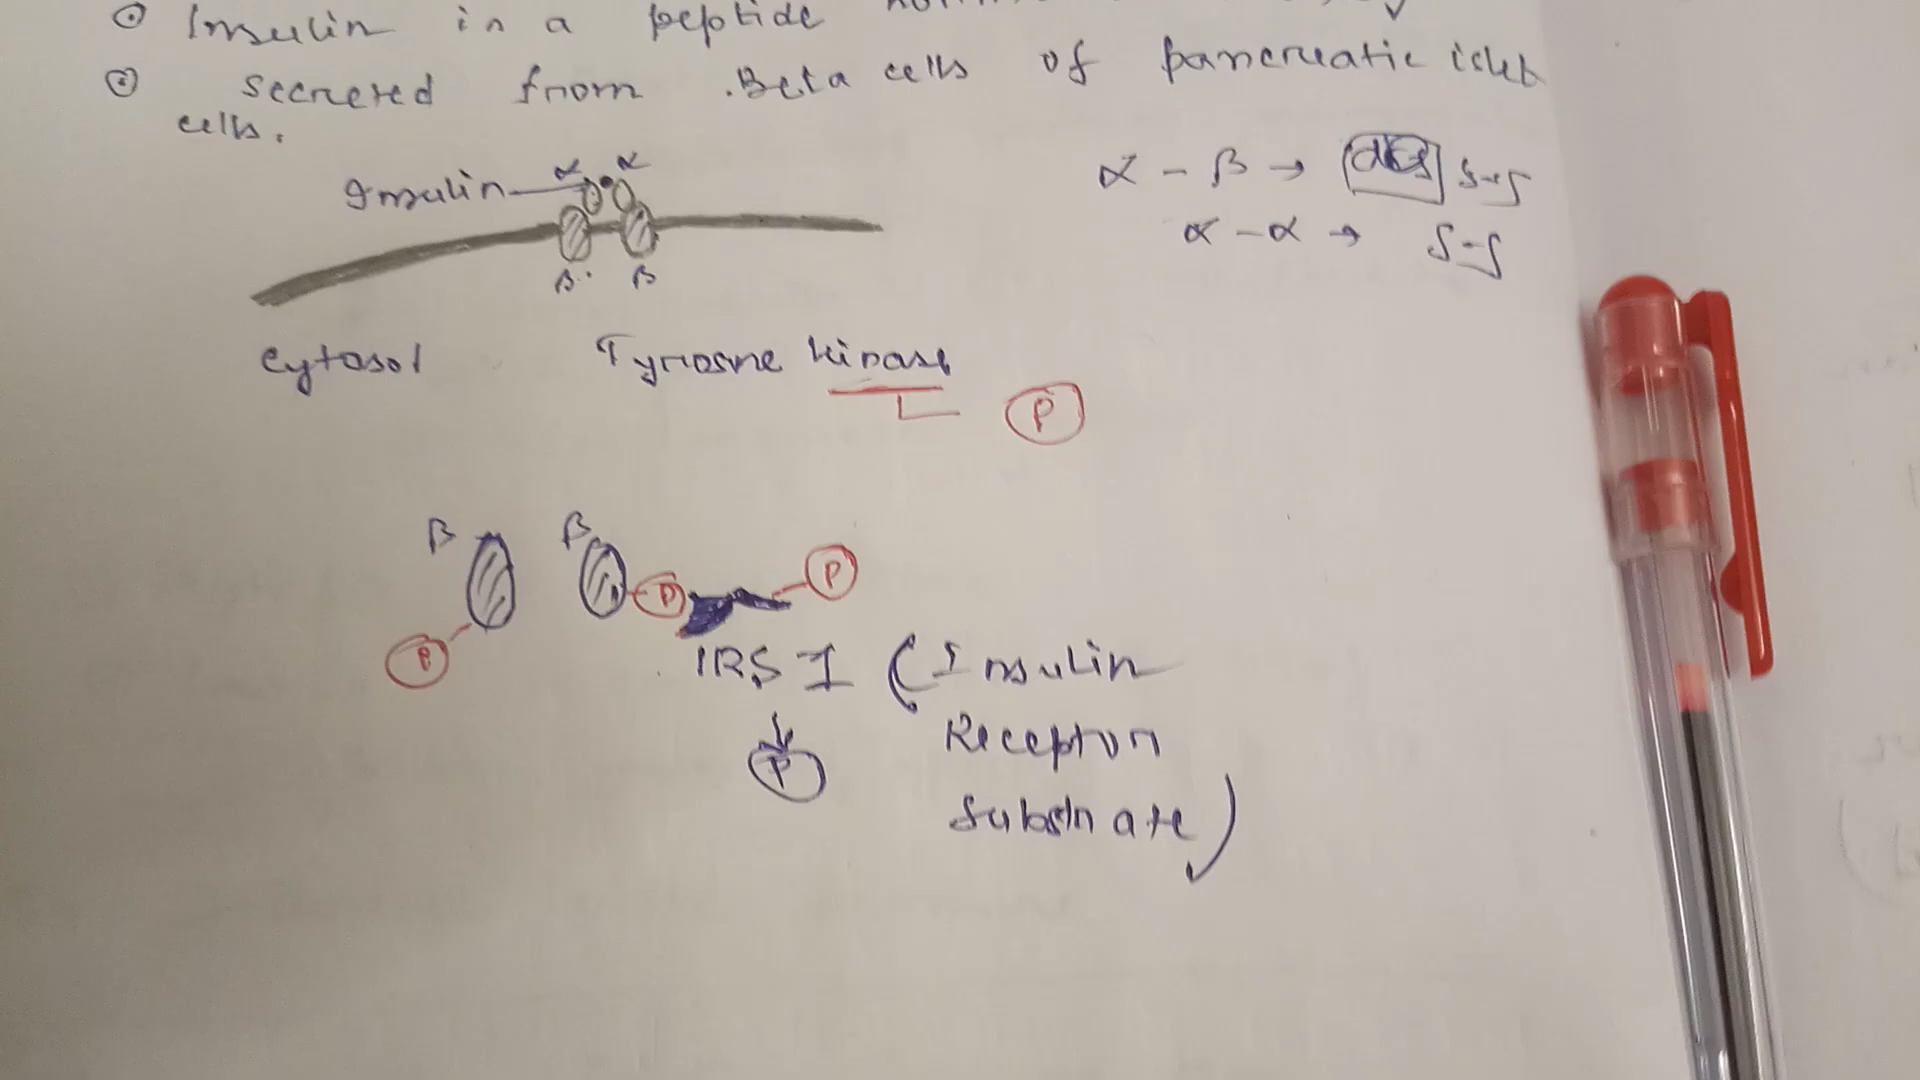 Insulin is a peptide
secreted from Beta cells of pancreatic islet
cells.
Insulin α α
β β
α - β → S-S
α - α → S-S
Cytosol Tyrosine kinase
P
β β
P P P
IRS I (Insulin
Receptor
Substrate)
P